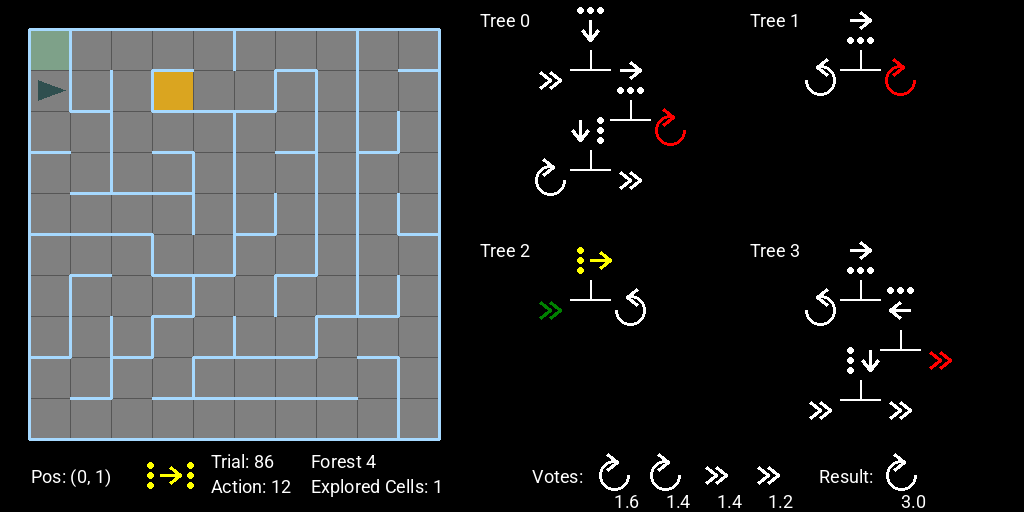 Tree 0
Tree 1
Tree 2
Tree 3
Pos: (0, 1)
Trial: 86
Forest 4
Action: 12
Explored Cells: 1
Votes:
1.6
1.4
1.4
1.2
Result:
3.0